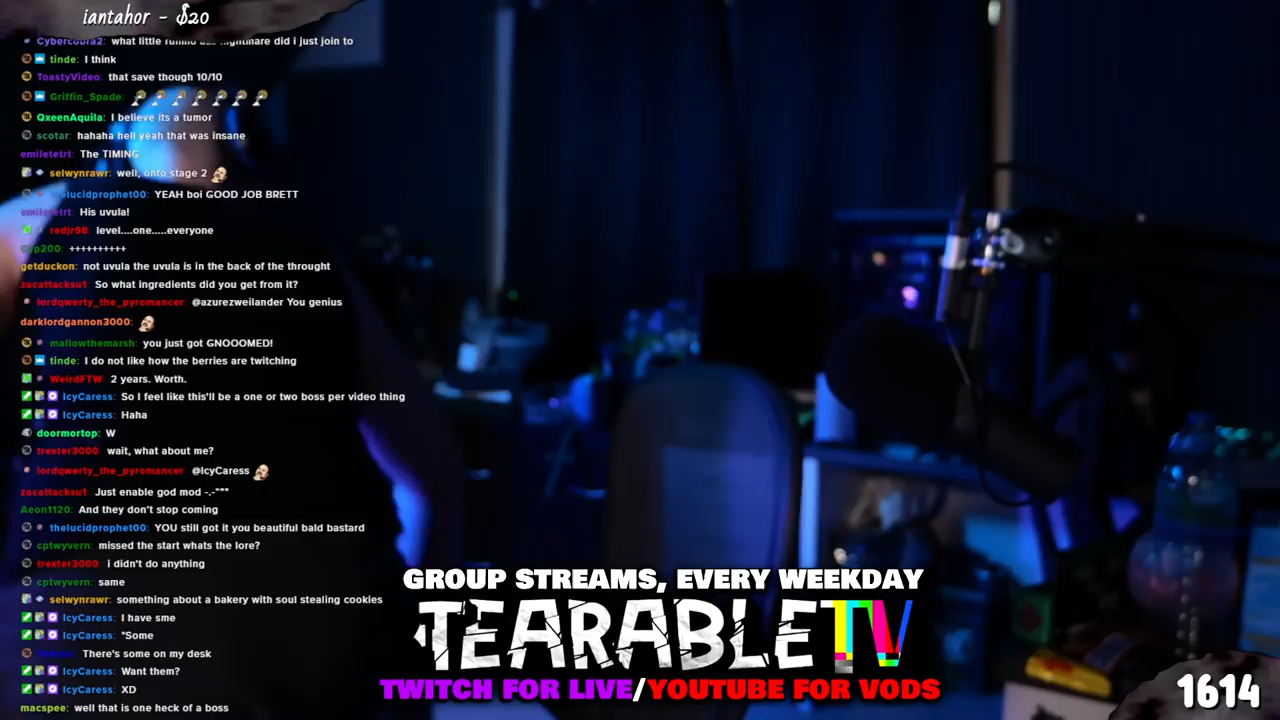 iantahor - $20
Cybercobra2: what little did i just join to
tinde: I think
ToastyVideo: that save though 10/10
Griffin_Spade:
QxeenAquila: I believe its a tumor
scotar: hahaha hell yeah that was insane
emiletetrt: The TIMING
selwynrawr: well, onto stage 2
thelucidprophet00: YEAH boi GOOD JOB BRETT
emiletetrt: His uvula!
redjr98: level....one.....everyone
++++++++++
getduckon: not uvula the uvula is in the back of the throught
zacattacksu1: So what ingredients did you get from it?
lordqwerty_the_pyromancer: @azurezweilander You genius
darklordgannon3000:
mallowthemarsh: you just got GNOOOMED!
tinde: I do not like how the berries are twitching
WeirdFTW: 2 years. Worth.
IcyCaress: So I feel like this'll be a one or two boss per video thing
IcyCaress: Haha
doormortop: W
trexter3000: wait, what about me?
lordqwerty_the_pyromancer: @IcyCaress
zacattacksu1: Just enable god mod -.-"""
Aeon1120: And they don't stop coming
thelucidprophet00: YOU still got it you beautiful bald bastard
cptwyvern: missed the start whats the lore?
trexter3000: i didn't do anything
cptwyvern: same
selwynrawr: something about a bakery with soul stealing cookies
IcyCaress: I have sme
IcyCaress: *Some
There's some on my desk
IcyCaress: Want them?
IcyCaress: XD
macspee: well that is one heck of a boss
GROUP STREAMS, EVERY WEEKDAY
TEARABLETV
TWITCH FOR LIVE/YOUTUBE FOR VODS
1614